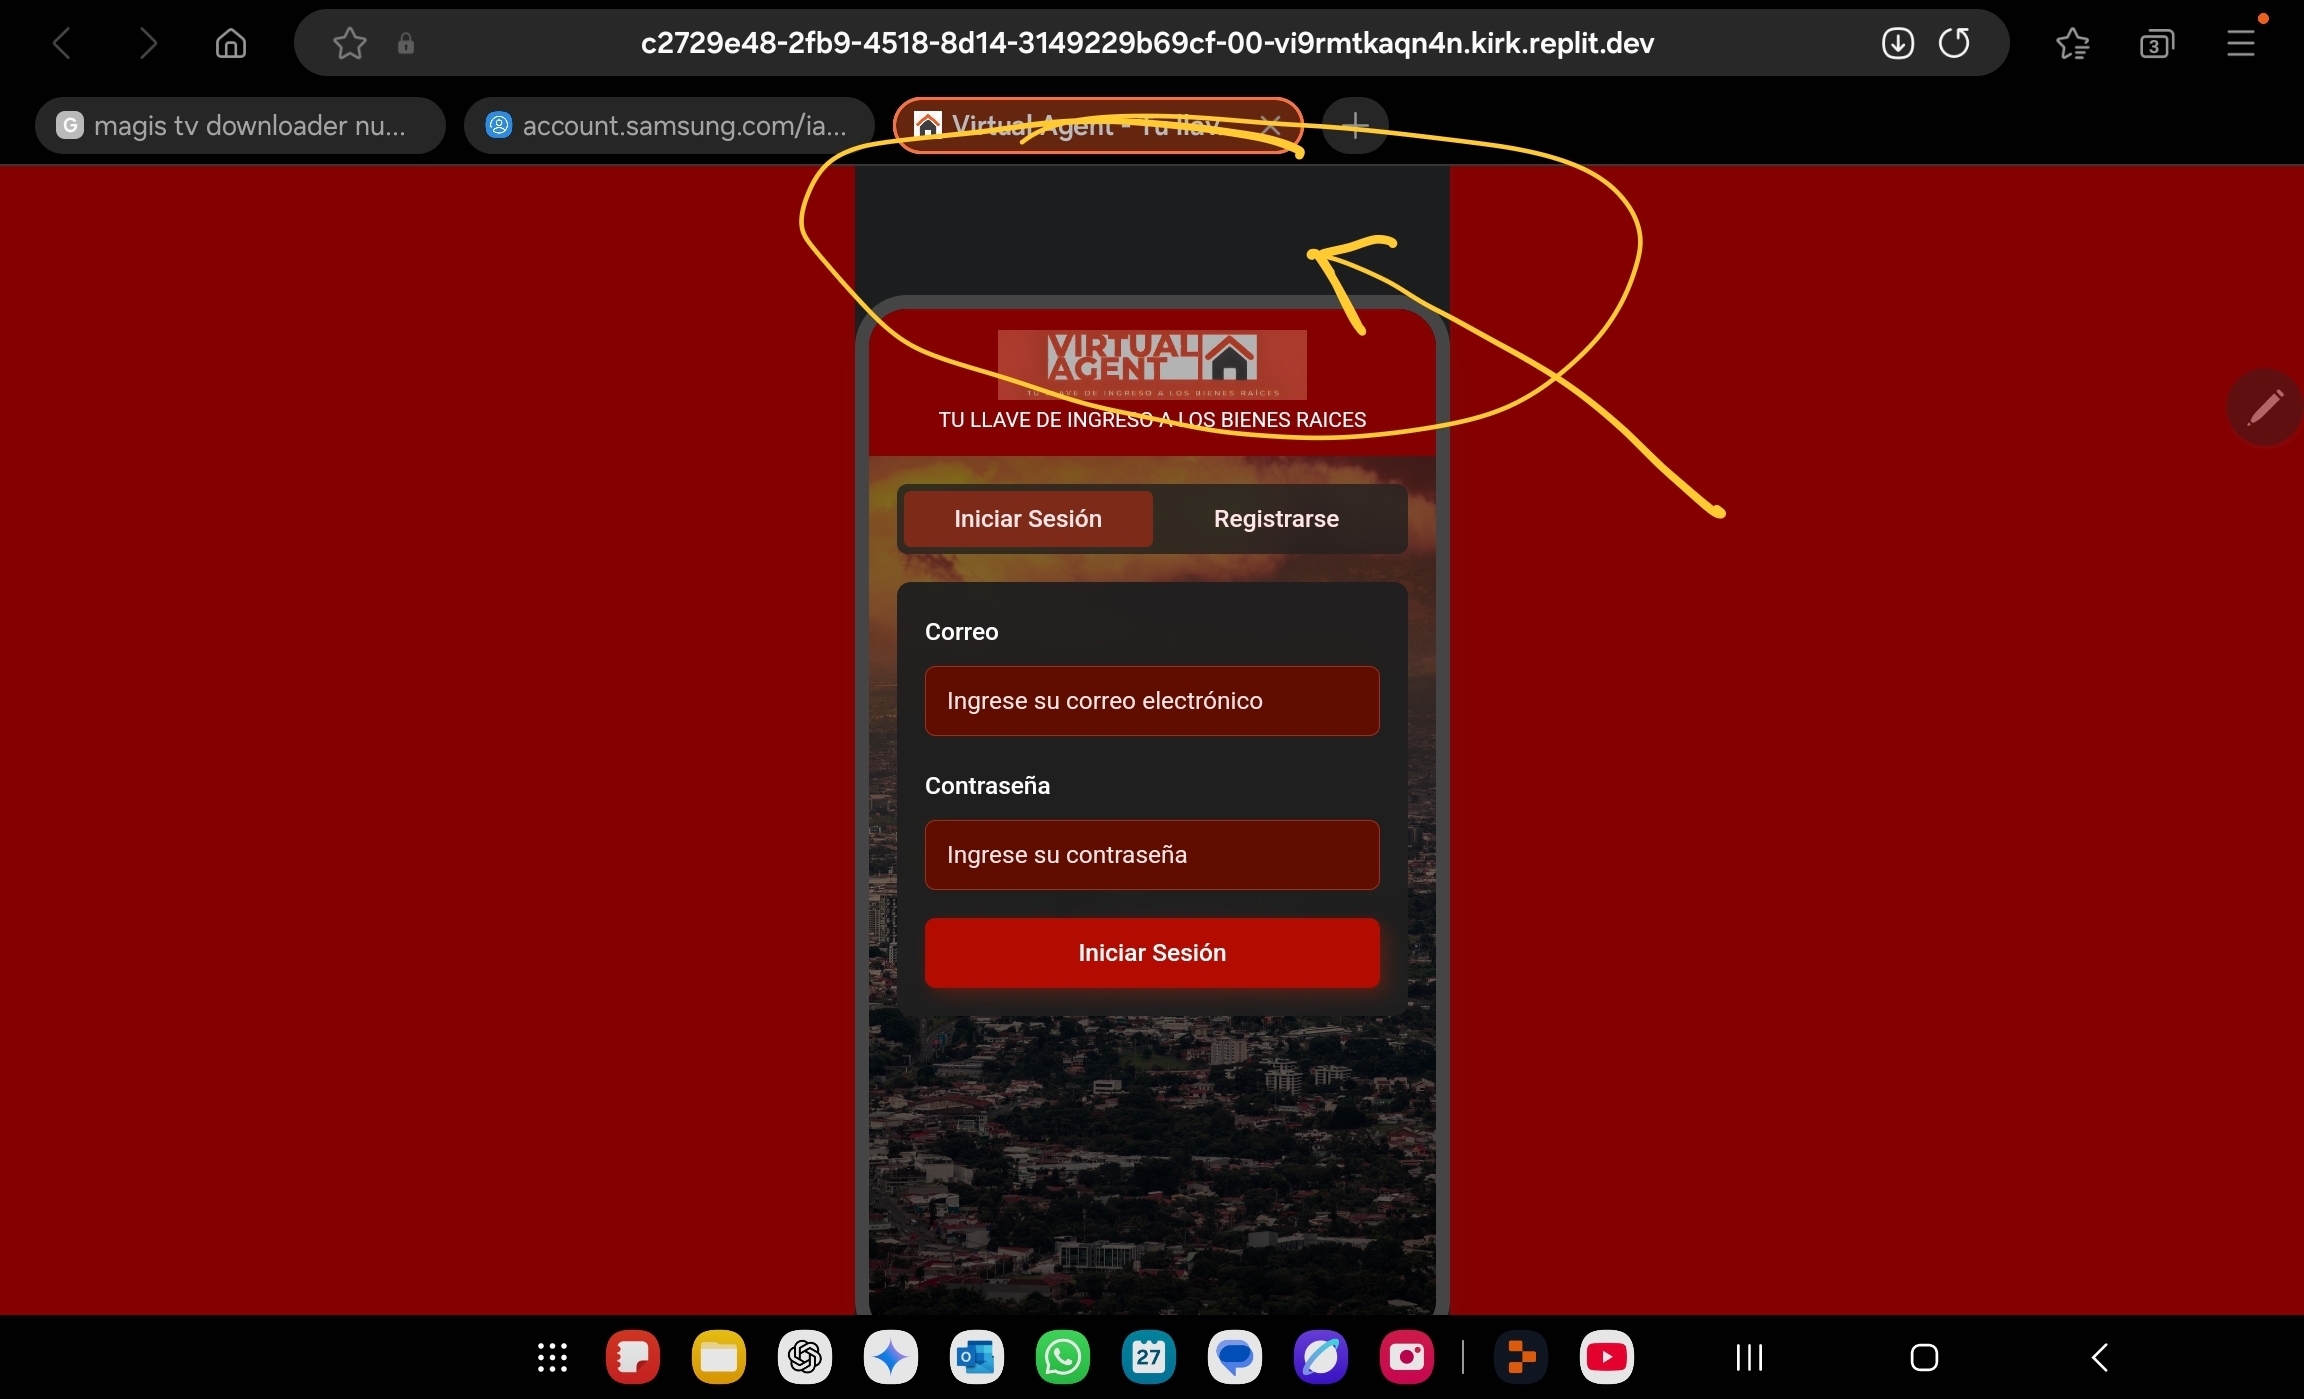 c2729e48-2fb9-4518-8d14-3149229b69cf-00-vi9rmtkaqn4n.kirk.replit.dev
3
G magis tv downloader nu...
account.samsung.com/ia...
Virtual Agent - Tu llav
VIRTUAL
AGENT
TU LLAVE DE INGRESO A LOS BIENES RAÍCES
TU LLAVE DE INGRESO A LOS BIENES RAICES
Iniciar Sesión Registrarse
Correo
Ingrese su correo electrónico
Contraseña
Ingrese su contraseña
Iniciar Sesión
27